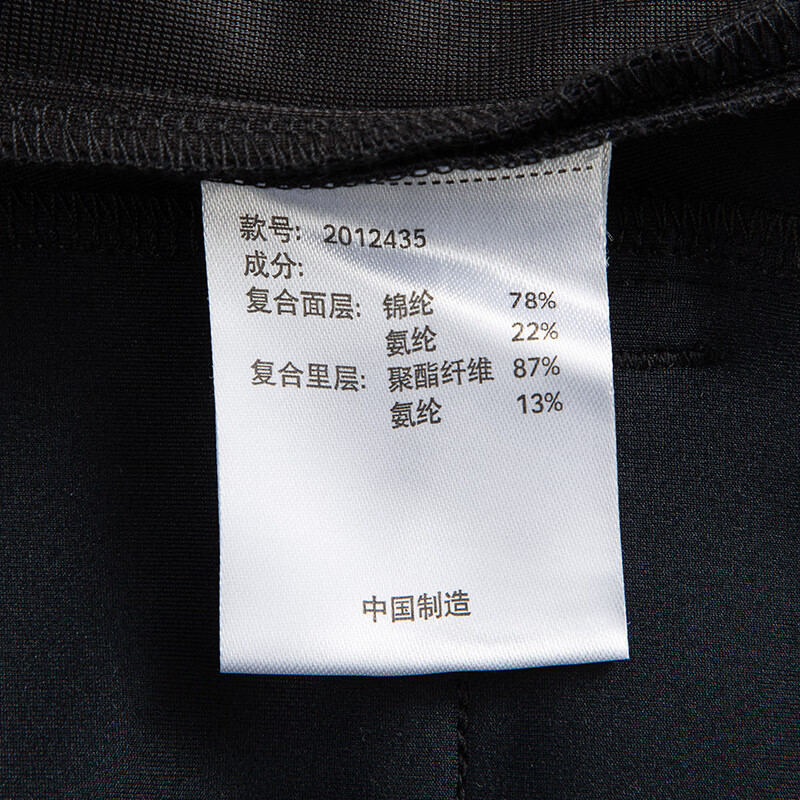 款号: 2012435
成分:
复合面层: 锦纶 78%
氨纶 22%
复合里层: 聚酯纤维 87%
氨纶 13%
中国制造